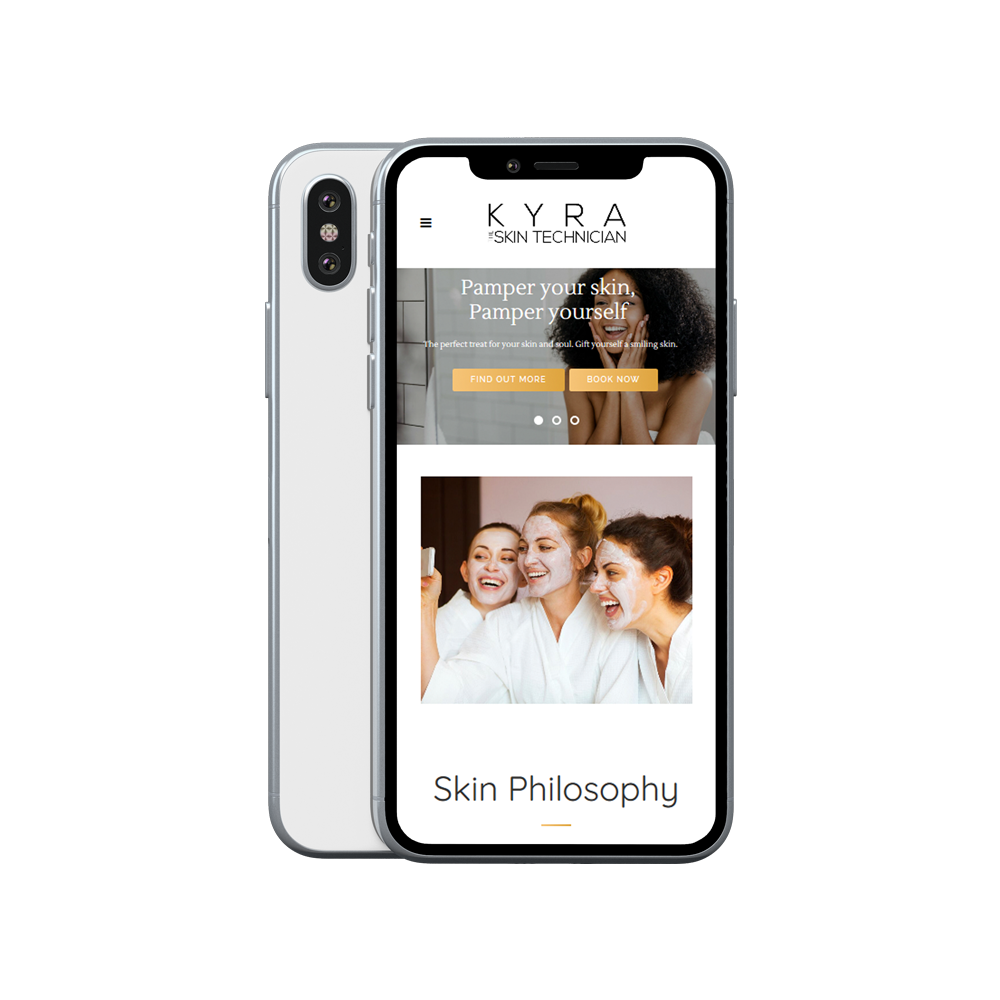 KYRA
THE SKIN TECHNICIAN
Pamper your skin,
Pamper yourself
The perfect treat for your skin and soul. Gift yourself a smiling skin.
FIND OUT MORE
BOOK NOW
Skin Philosophy